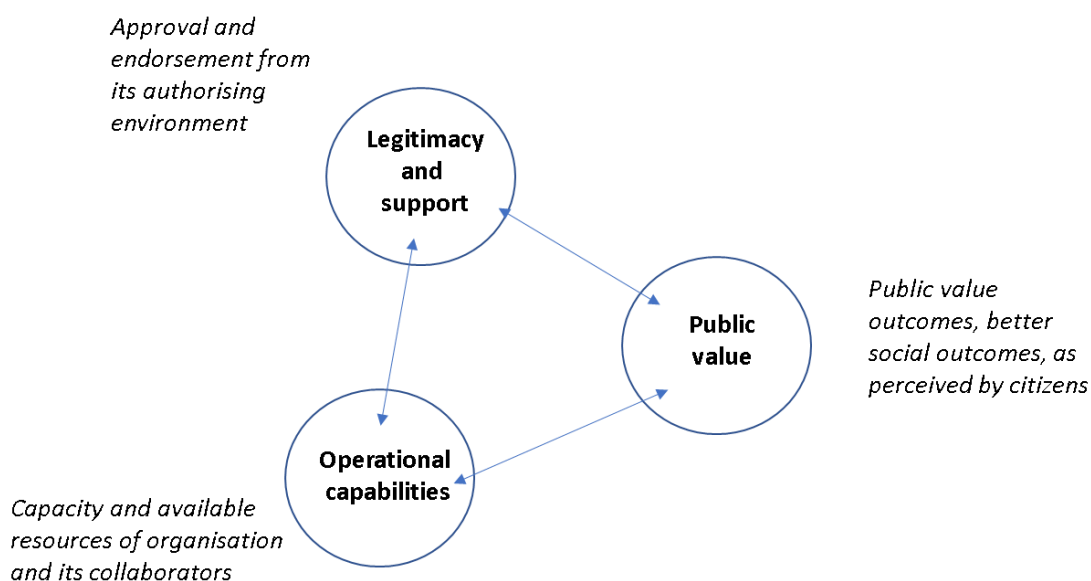 Approval and
endorsement from
its authorising
environment
Legitimacy
and
support
Public
value
Public value
outcomes, better
social outcomes, as
perceived by citizens
Operational
capabilities
Capacity and available
resources of organisation
and its collaborators